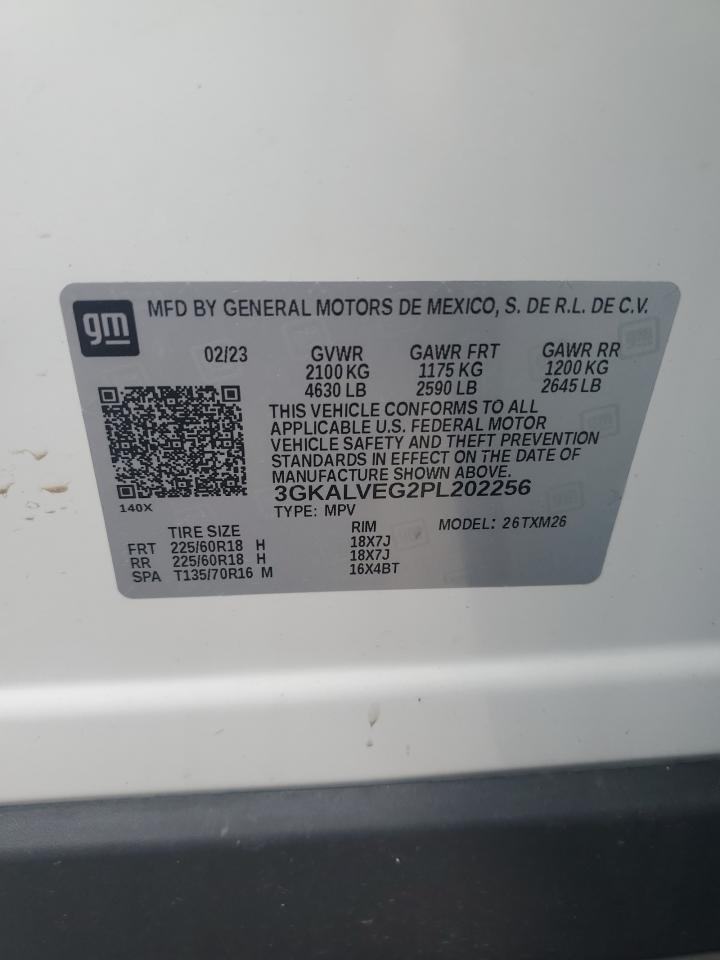 gm MFD BY GENERAL MOTORS DE MEXICO, S. DE R.L. DE C.V.
02/23 GVWR GAWR FRT GAWR RR
2100 KG 1175 KG 1200 KG
4630 LB 2590 LB 2645 LB
THIS VEHICLE CONFORMS TO ALL
APPLICABLE U.S. FEDERAL MOTOR
VEHICLE SAFETY AND THEFT PREVENTION
STANDARDS IN EFFECT ON THE DATE OF
MANUFACTURE SHOWN ABOVE.
3GKALVEG2PL202256
140X
TYPE: MPV MODEL: 26TXM26
TIRE SIZE RIM
FRT 225/60R18 H 18X7J
RR 225/60R18 H 18X7J
SPA T135/70R16 M 16X4BT